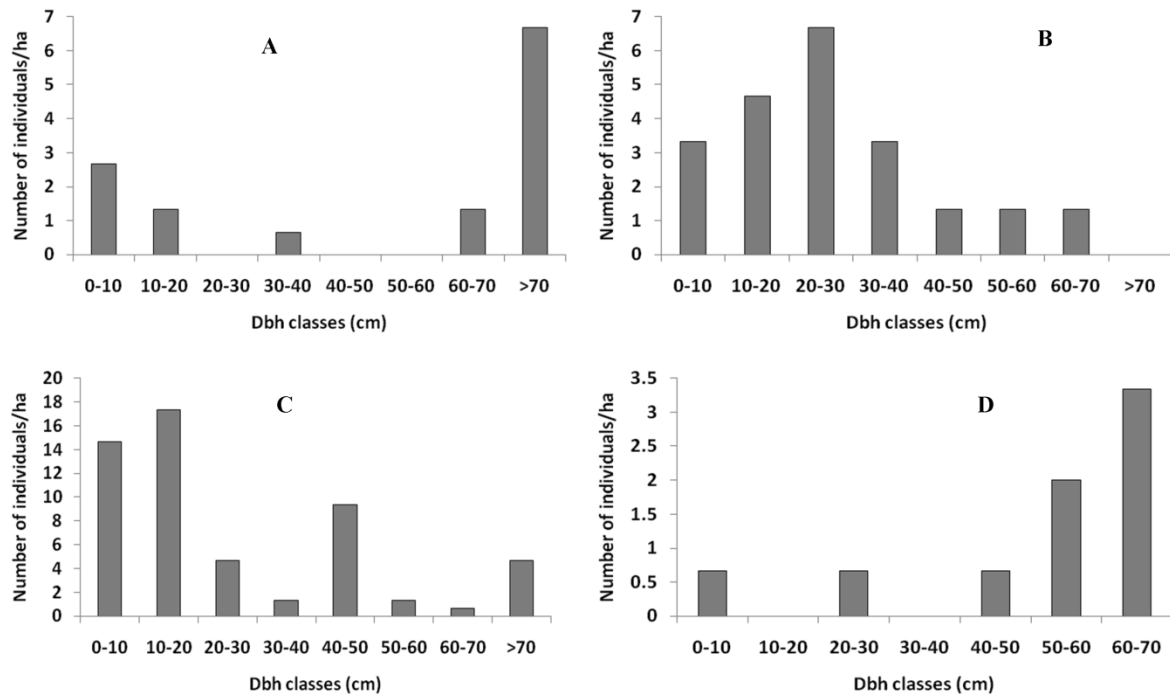 A
Number of individuals/ha
7
6
5
4
3
2
1
0
0-10 10-20 20-30 30-40 40-50 50-60 60-70 >70
Dbh classes (cm)
B
Number of individuals/ha
7
6
5
4
3
2
1
0
0-10 10-20 20-30 30-40 40-50 50-60 60-70 >70
Dbh classes (cm)
C
Number of individuals/ha
20
18
16
14
12
10
8
6
4
2
0
0-10 10-20 20-30 30-40 40-50 50-60 60-70 >70
Dbh classes (cm)
D
Number of individuals/ha
3.5
3
2.5
2
1.5
1
0.5
0
0-10 10-20 20-30 30-40 40-50 50-60 60-70
Dbh classes (cm)